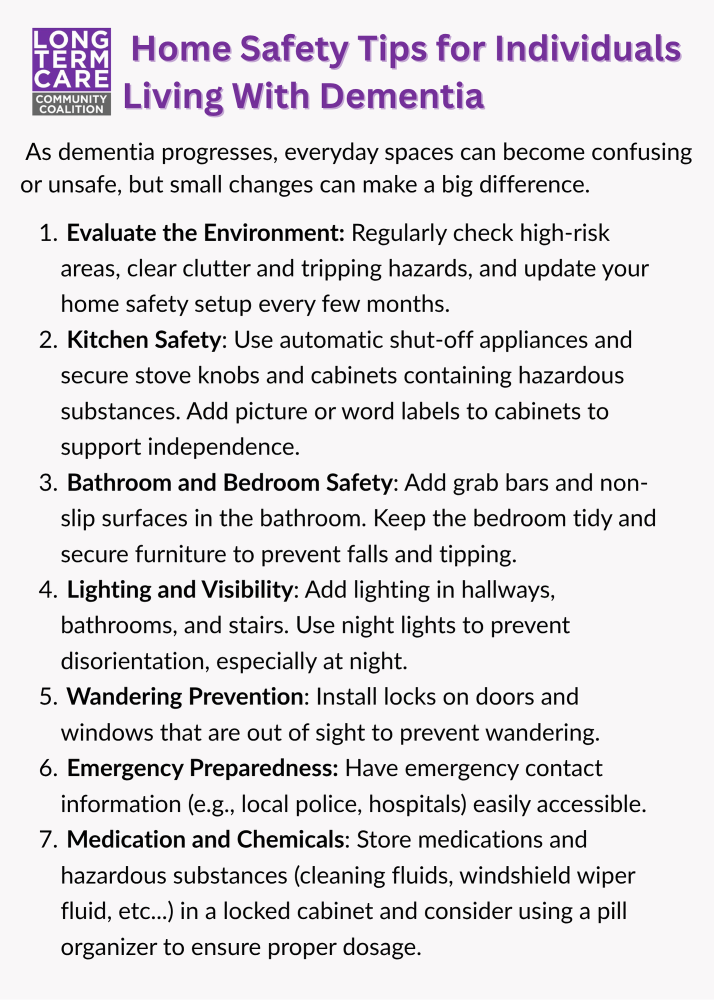 LONG
TERM
CARE
COMMUNITY
COALITION
Home Safety Tips for Individuals
Living With Dementia
As dementia progresses, everyday spaces can become confusing
or unsafe, but small changes can make a big difference.
1. Evaluate the Environment: Regularly check high-risk
areas, clear clutter and tripping hazards, and update your
home safety setup every few months.
2. Kitchen Safety: Use automatic shut-off appliances and
secure stove knobs and cabinets containing hazardous
substances. Add picture or word labels to cabinets to
support independence.
3. Bathroom and Bedroom Safety: Add grab bars and non-
slip surfaces in the bathroom. Keep the bedroom tidy and
secure furniture to prevent falls and tipping.
4. Lighting and Visibility: Add lighting in hallways,
bathrooms, and stairs. Use night lights to prevent
disorientation, especially at night.
5. Wandering Prevention: Install locks on doors and
windows that are out of sight to prevent wandering.
6. Emergency Preparedness: Have emergency contact
information (e.g., local police, hospitals) easily accessible.
7. Medication and Chemicals: Store medications and
hazardous substances (cleaning fluids, windshield wiper
fluid, etc...) in a locked cabinet and consider using a pill
organizer to ensure proper dosage.